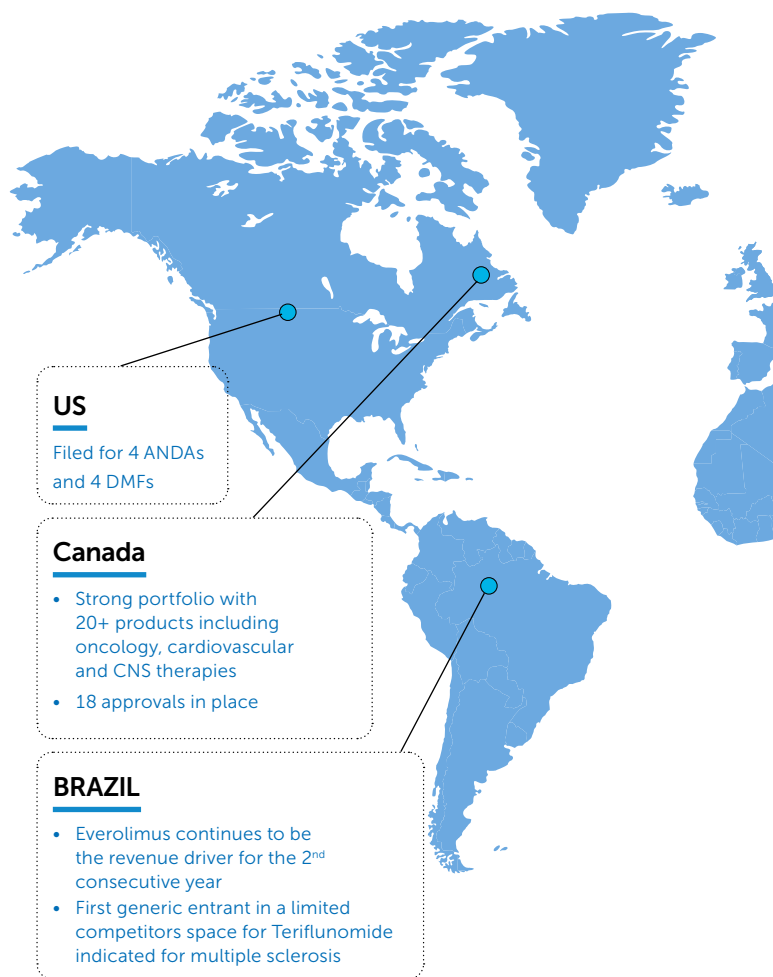 US
Filed for 4 ANDAs
and 4 DMFs
Canada
• Strong portfolio with
20+ products including
oncology, cardiovascular
and CNS therapies
• 18 approvals in place
BRAZIL
• Everolimus continues to be
the revenue driver for the 2nd
consecutive year
• First generic entrant in a limited
competitors space for Teriflunomide
indicated for multiple sclerosis